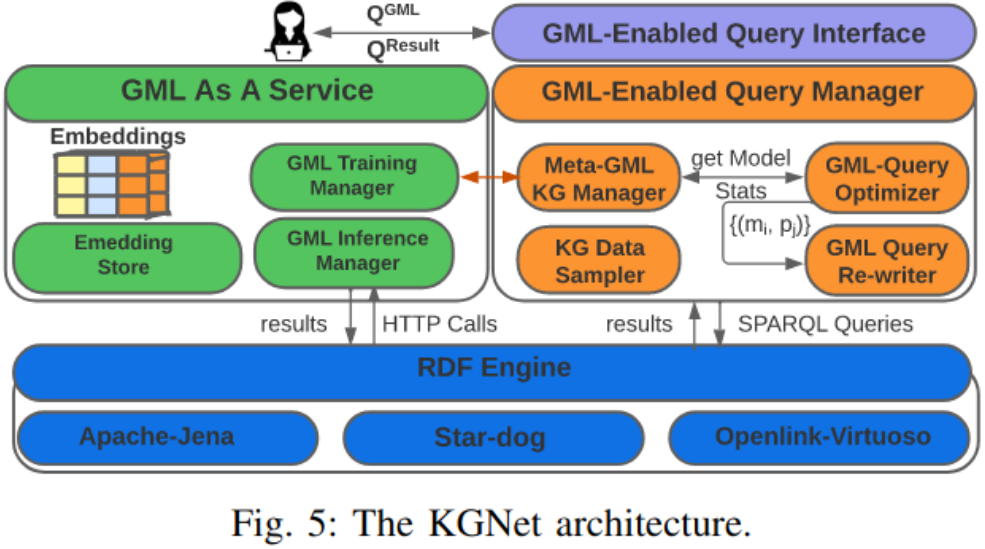 Q^GML
Q^Result
GML-Enabled Query Interface
GML As A Service
Embeddings
Emedding
Store
GML Training
Manager
GML Inference
Manager
GML-Enabled Query Manager
Meta-GML
KG Manager
get Model
Stats
GML-Query
Optimizer
{(m_i, p_j)}
KG Data
Sampler
GML Query
Re-writer
results
HTTP Calls
results
SPARQL Queries
RDF Engine
Apache-Jena
Star-dog
Openlink-Virtuoso
Fig. 5: The KGNet architecture.